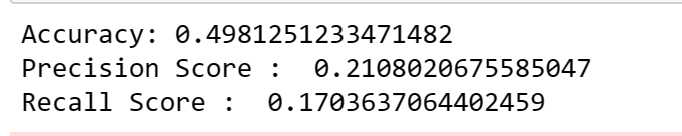 Accuracy: 0.4981251233471482
Precision Score :  0.2108020675585047
Recall Score :  0.1703637064402459